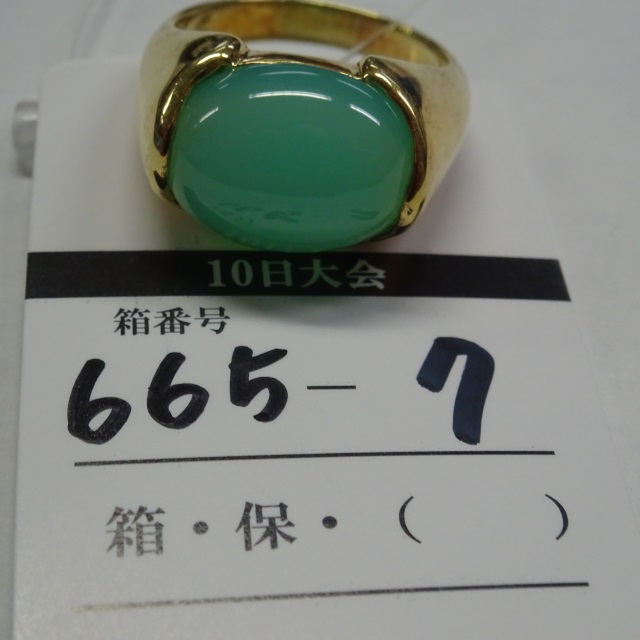 10日大会
箱番号
665-7
箱・保・(　　)